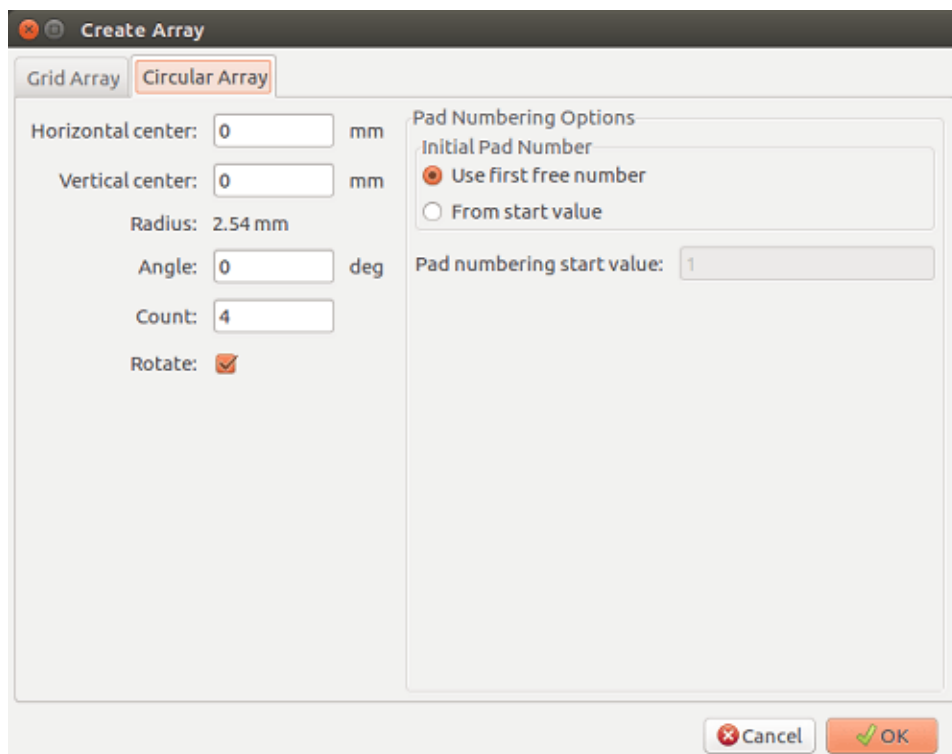 Create Array
Grid Array
Circular Array
Horizontal center: 0 mm
Vertical center: 0 mm
Radius: 2.54 mm
Angle: 0 deg
Count: 4
Rotate:
Pad Numbering Options
Initial Pad Number
Use first free number
From start value
Pad numbering start value: 1
Cancel
OK